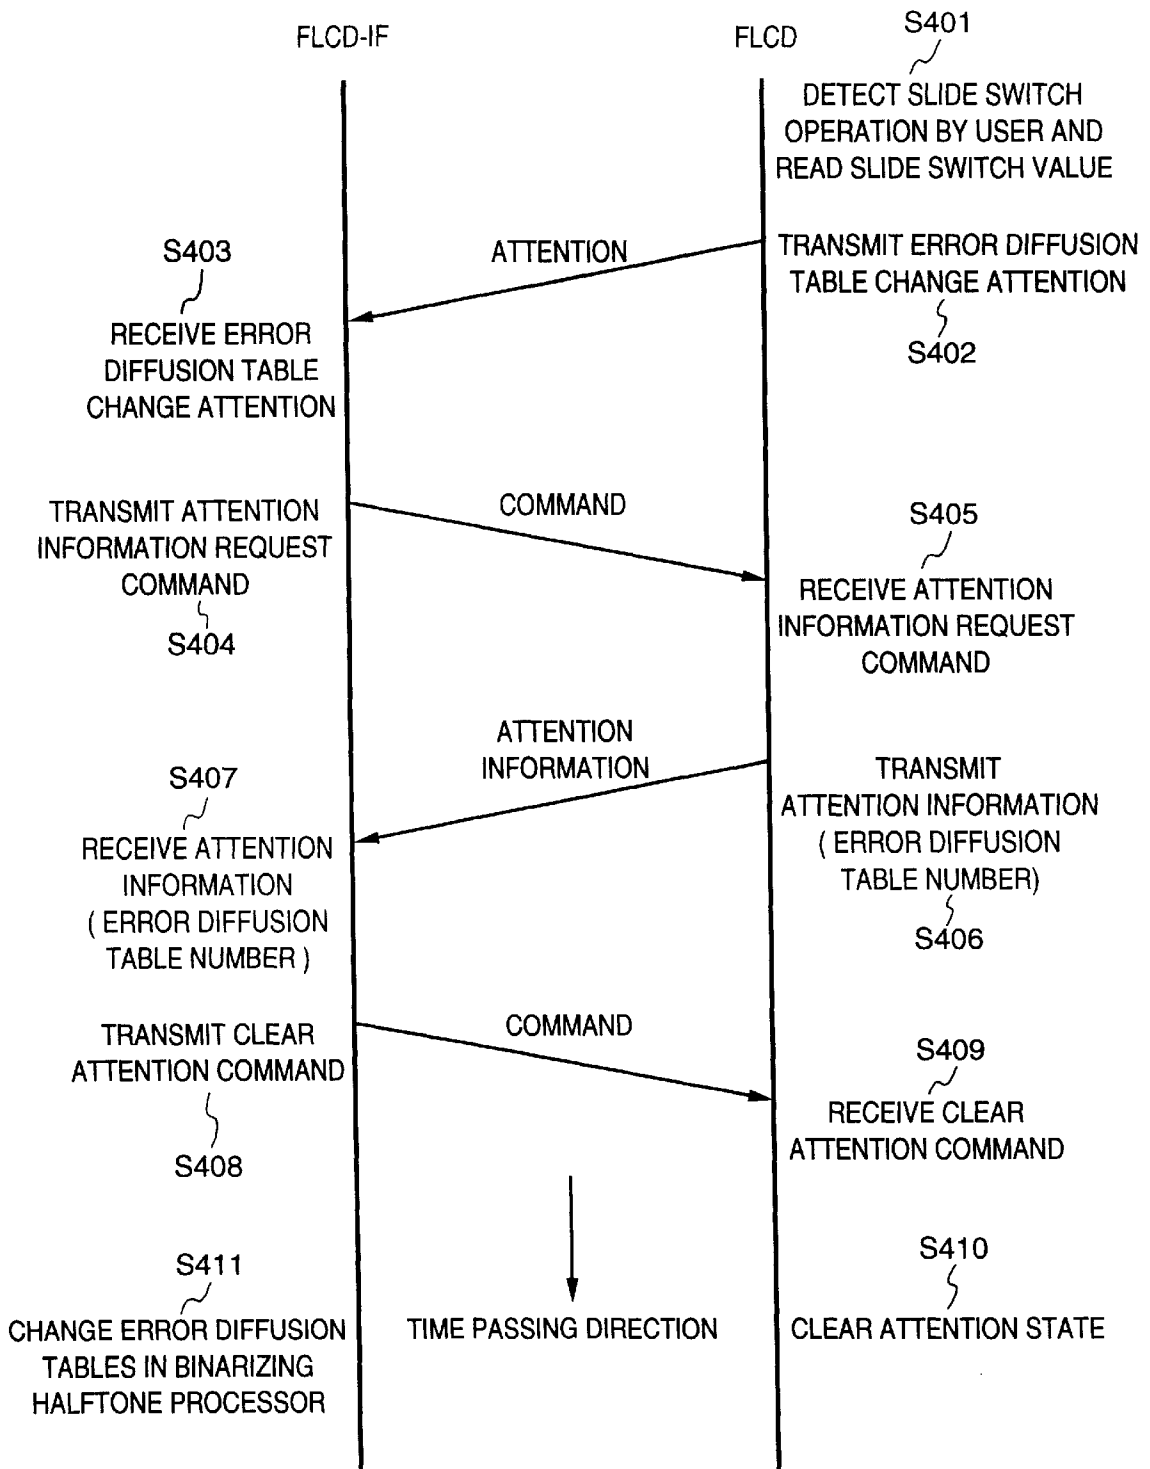 FLCD-IF
FLCD
S401
DETECT SLIDE SWITCH
OPERATION BY USER AND
READ SLIDE SWITCH VALUE
ATTENTION
TRANSMIT ERROR DIFFUSION
TABLE CHANGE ATTENTION
S402
S403
RECEIVE ERROR
DIFFUSION TABLE
CHANGE ATTENTION
TRANSMIT ATTENTION
INFORMATION REQUEST
COMMAND
S404
COMMAND
S405
RECEIVE ATTENTION
INFORMATION REQUEST
COMMAND
ATTENTION
INFORMATION
TRANSMIT
ATTENTION INFORMATION
( ERROR DIFFUSION
TABLE NUMBER)
S406
S407
RECEIVE ATTENTION
INFORMATION
( ERROR DIFFUSION
TABLE NUMBER )
TRANSMIT CLEAR
ATTENTION COMMAND
S408
COMMAND
S409
RECEIVE CLEAR
ATTENTION COMMAND
S410
CLEAR ATTENTION STATE
S411
CHANGE ERROR DIFFUSION
TABLES IN BINARIZING
HALFTONE PROCESSOR
TIME PASSING DIRECTION